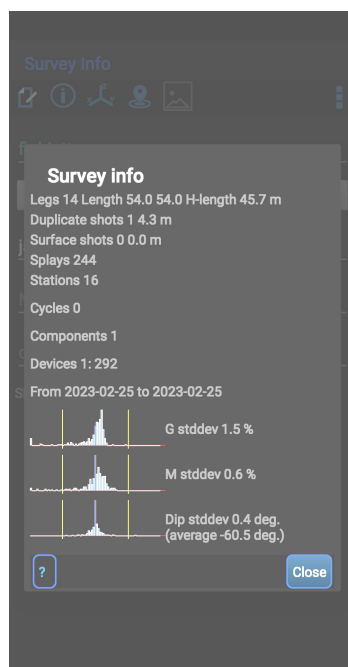 Survey Info
Survey info
Legs 14 Length 54.0 54.0 H-length 45.7 m
Duplicate shots 1 4.3 m
Surface shots 0 0.0 m
Splays 244
Stations 16
Cycles 0
Components 1
Devices 1: 292
From 2023-02-25 to 2023-02-25
G stddev 1.5 %
M stddev 0.6 %
Dip stddev 0.4 deg.
(average -60.5 deg.)
?
Close